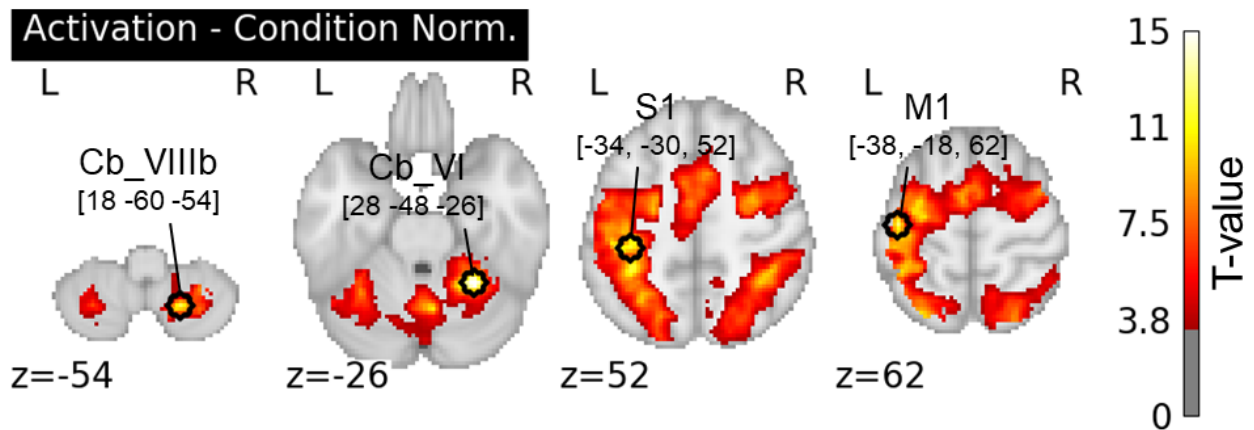 Activation - Condition Norm.
L R
Cb_VIIIb
[18 -60 -54]
z=-54
L R
Cb_VI
[28 -48 -26]
z=-26
L R
S1
[-34, -30, 52]
z=52
L R
M1
[-38, -18, 62]
z=62
15
11
7.5
3.8
0
T-value